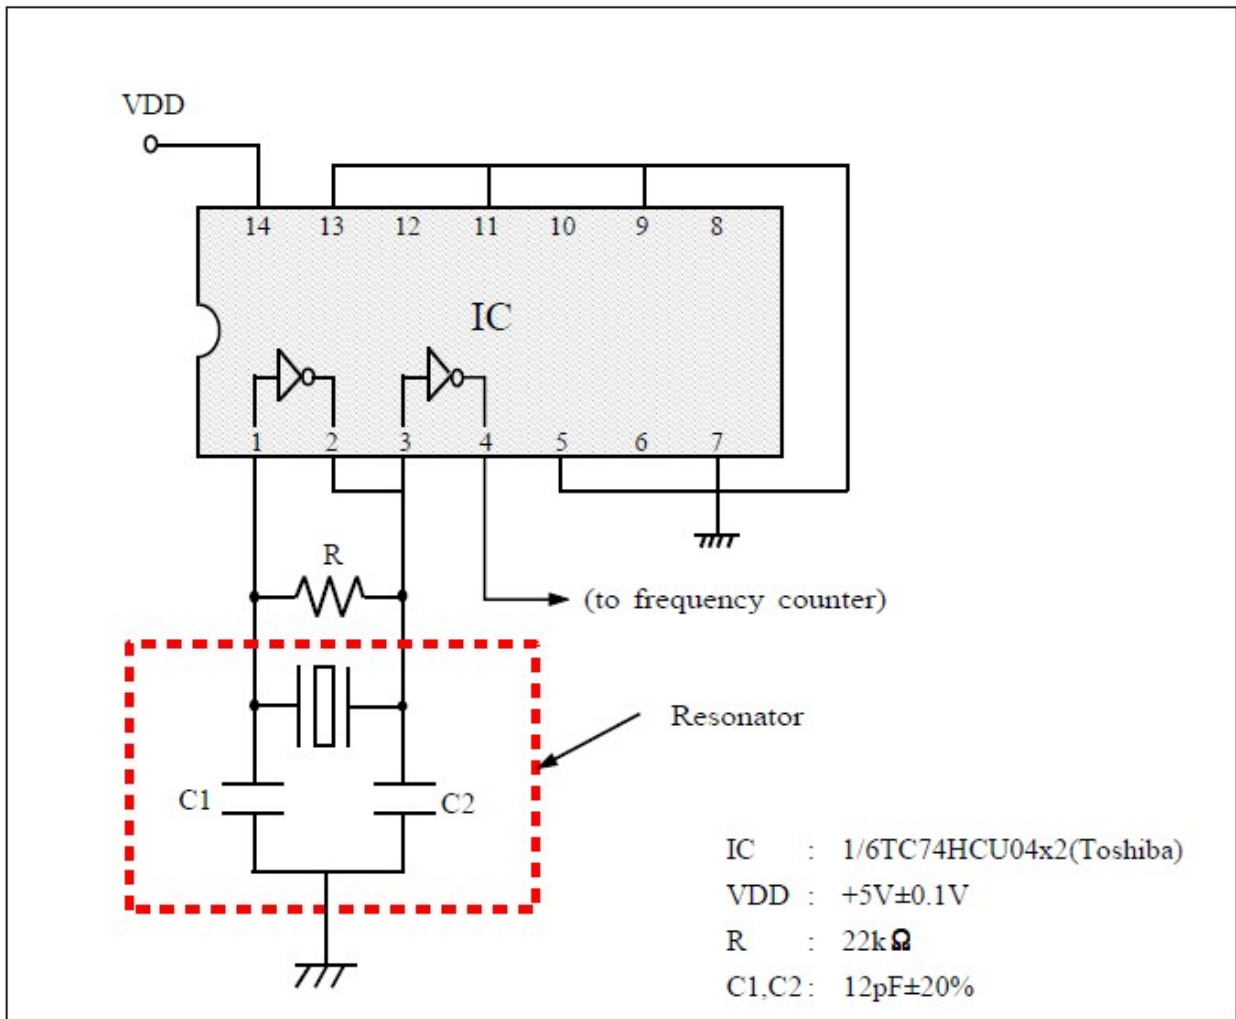 VDD
14 13 12 11 10 9 8
IC
1 2 3 4 5 6 7
R
(to frequency counter)
Resonator
C1 C2
IC : 1/6TC74HCU04x2(Toshiba)
VDD : +5V±0.1V
R : 22kΩ
C1,C2 : 12pF±20%